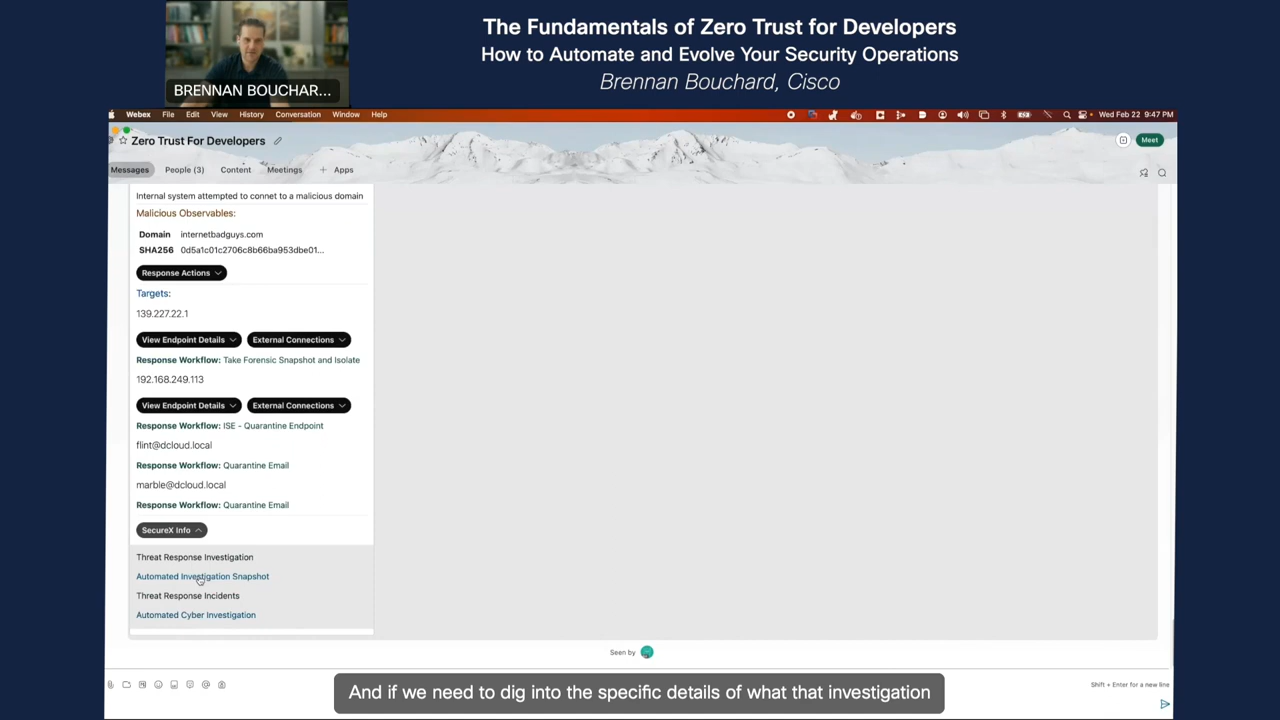 The Fundamentals of Zero Trust for Developers
How to Automate and Evolve Your Security Operations
Brennan Bouchard, Cisco
BRENNAN BOUCHAR...
Webex File Edit View History Conversation Window Help
Wed Feb 22 9:47 PM
Zero Trust For Developers
Meet
Messages People (3) Content Meetings + Apps
Internal system attempted to connet to a malicious domain
Malicious Observables:
Domain internetbadguys.com
SHA256 0d5a1c01c2706c8b66ba953dbe01...
Response Actions
Targets:
139.227.22.1
View Endpoint Details External Connections
Response Workflow: Take Forensic Snapshot and Isolate
192.168.249.113
View Endpoint Details External Connections
Response Workflow: ISE - Quarantine Endpoint
flint@dcloud.local
Response Workflow: Quarantine Email
marble@dcloud.local
Response Workflow: Quarantine Email
SecureX Info
Threat Response Investigation
Automated Investigation Snapshot
Threat Response Incidents
Automated Cyber Investigation
Seen by
Shift + Enter for a new line
And if we need to dig into the specific details of what that investigation